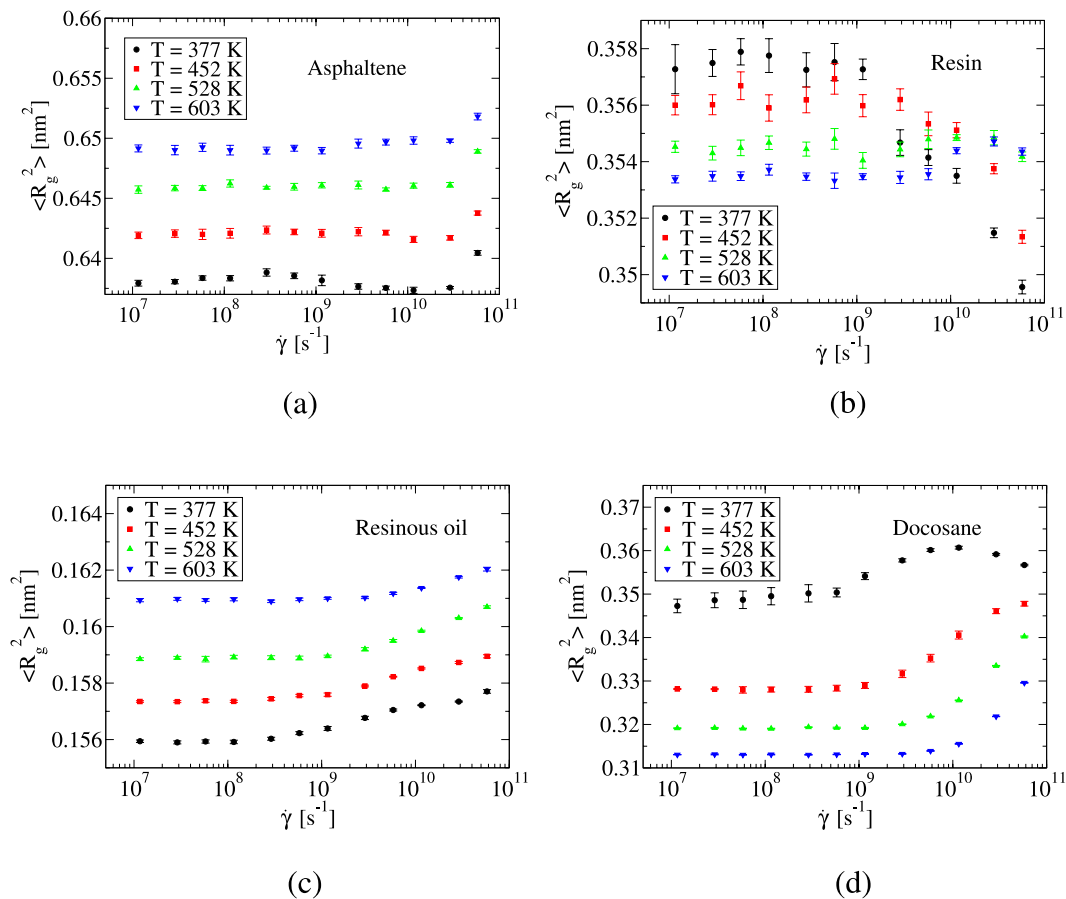 0.66
0.655
0.65
0.645
0.64
<R_g^2> [nm^2]
T = 377 K
T = 452 K
T = 528 K
T = 603 K
Asphaltene
10^7 10^8 10^9 10^10 10^11
γ̇ [s^-1]
(a)
0.358
0.356
0.354
0.352
0.35
<R_g^2> [nm^2]
Resin
T = 377 K
T = 452 K
T = 528 K
T = 603 K
10^7 10^8 10^9 10^10 10^11
γ̇ [s^-1]
(b)
0.164
0.162
0.16
0.158
0.156
<R_g^2> [nm^2]
T = 377 K
T = 452 K
T = 528 K
T = 603 K
Resinous oil
10^7 10^8 10^9 10^10 10^11
γ̇ [s^-1]
(c)
0.37
0.36
0.35
0.34
0.33
0.32
0.31
<R_g^2> [nm^2]
T = 377 K
T = 452 K
T = 528 K
T = 603 K
Docosane
10^7 10^8 10^9 10^10 10^11
γ̇ [s^-1]
(d)